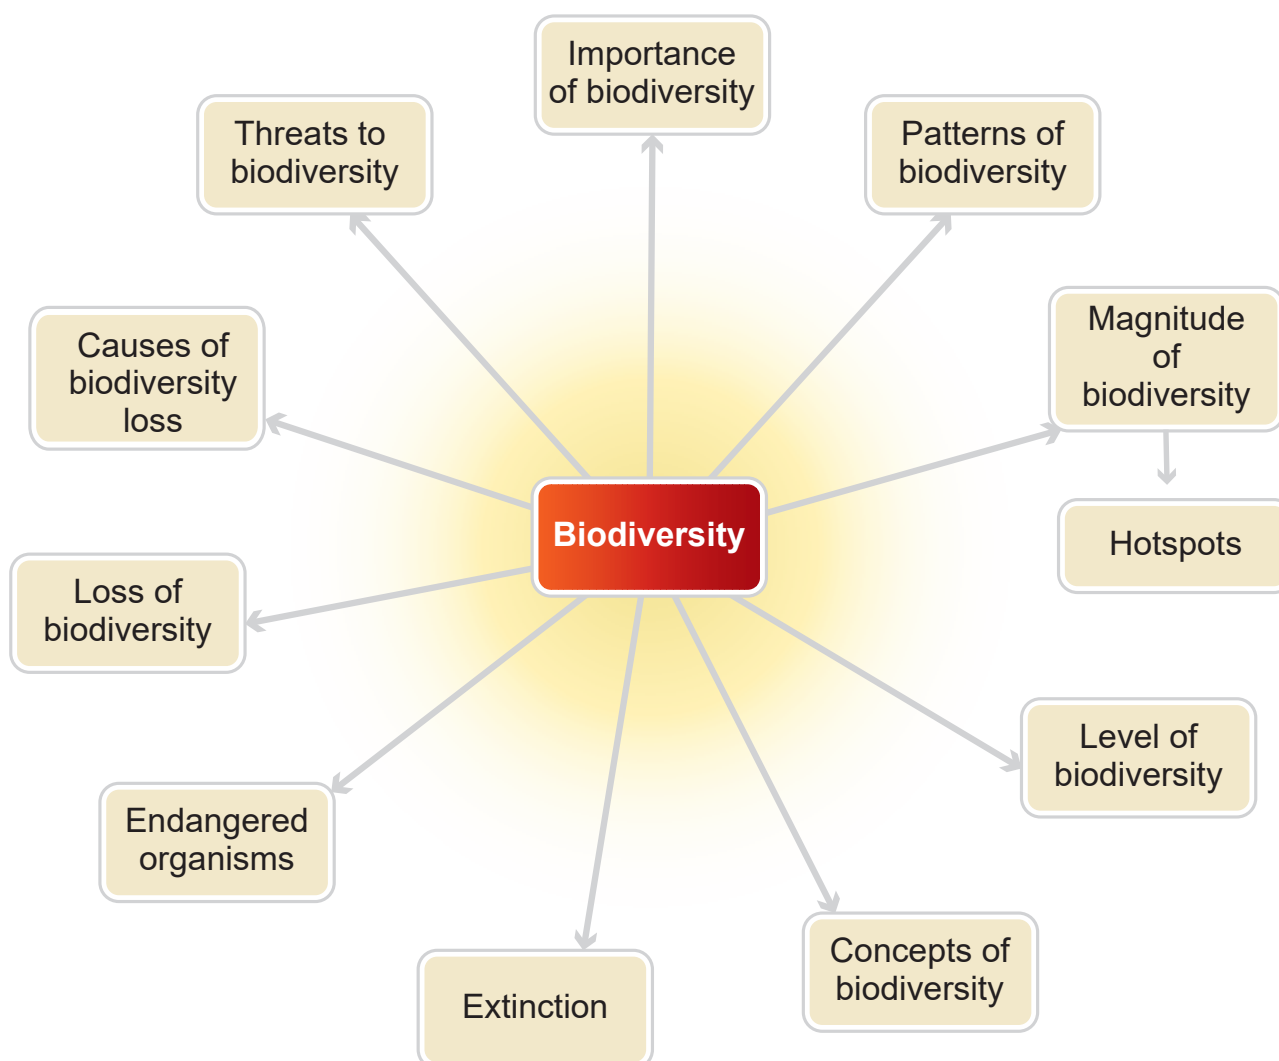 Importance
of biodiversity
Threats to
biodiversity
Patterns of
biodiversity
Causes of
biodiversity
loss
Magnitude
of
biodiversity
Biodiversity
Hotspots
Loss of
biodiversity
Level of
biodiversity
Endangered
organisms
Concepts of
biodiversity
Extinction